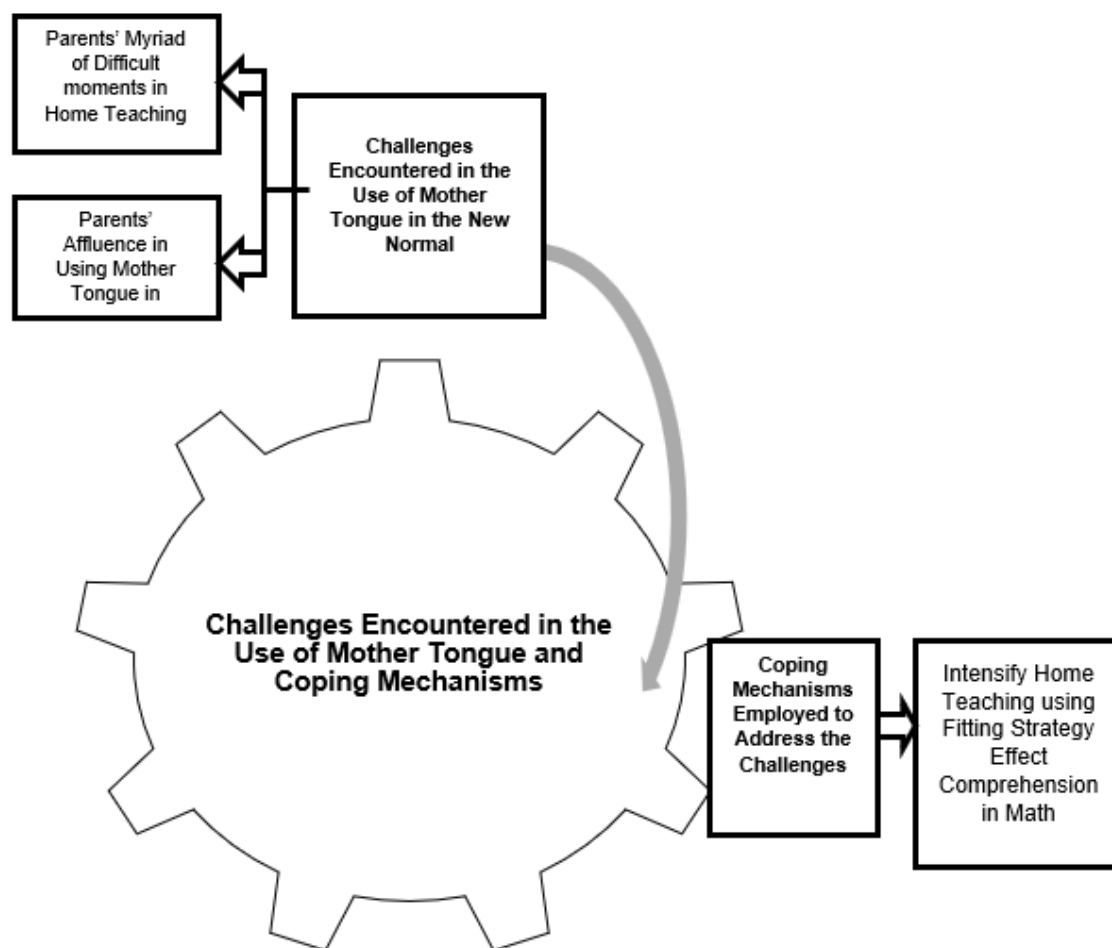 Parents’ Myriad
of Difficult
moments in
Home Teaching
Challenges
Encountered in the
Use of Mother
Tongue in the New
Normal
Parents’
Affluence in
Using Mother
Tongue in
Challenges Encountered in the
Use of Mother Tongue and
Coping Mechanisms
Coping
Mechanisms
Employed to
Address the
Challenges
Intensify Home
Teaching using
Fitting Strategy
Effect
Comprehension
in Math